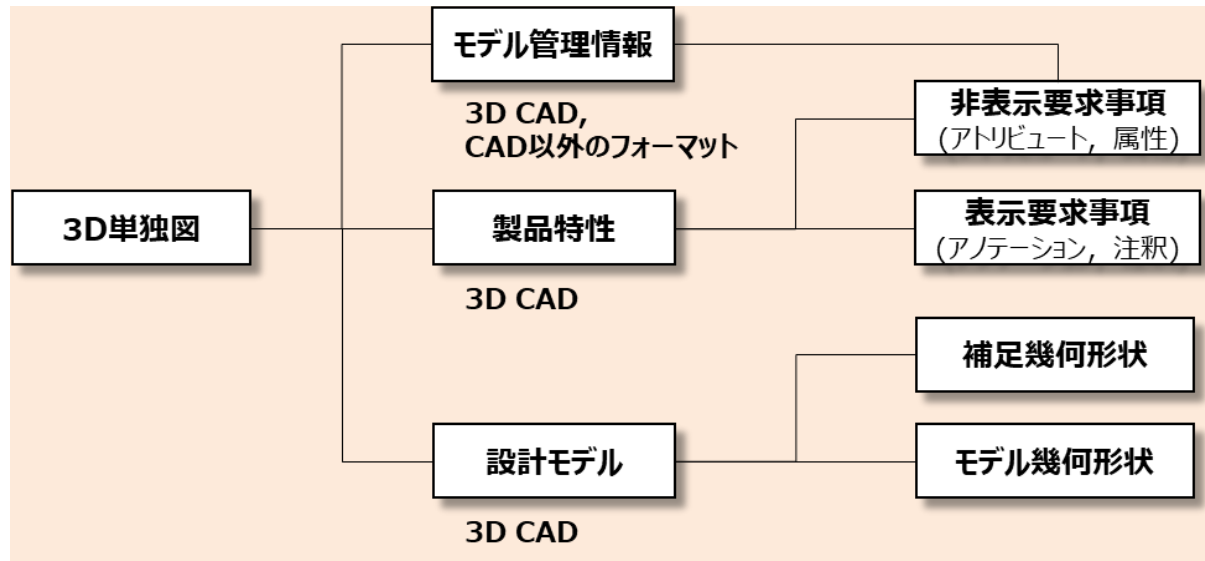 モデル管理情報
3D CAD,
CAD以外のフォーマット
非表示要求事項
(アトリビュート, 属性)
3D単独図
製品特性
表示要求事項
(アノテーション, 注釈)
3D CAD
補足幾何形状
設計モデル
モデル幾何形状
3D CAD